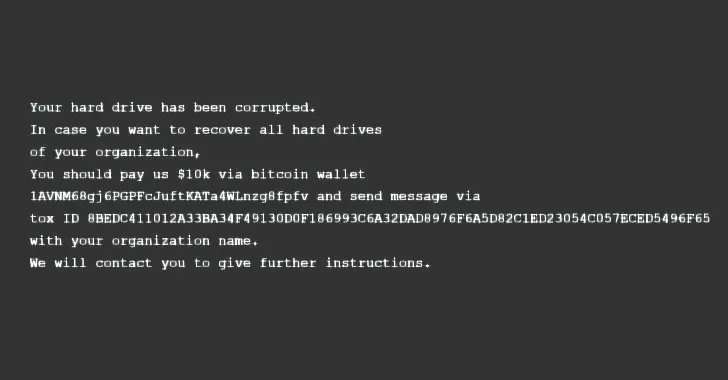 Your hard drive has been corrupted.
In case you want to recover all hard drives
of your organization,
You should pay us $10k via bitcoin wallet
1AVNM68gj6PGPFcJuftKATa4WLnzg8fpfv and send message via
tox ID 8BEDC411012A33BA34F49130D0F186993C6A32DAD8976F6A5D82C1ED23054C057ECED5496F65
with your organization name.
We will contact you to give further instructions.